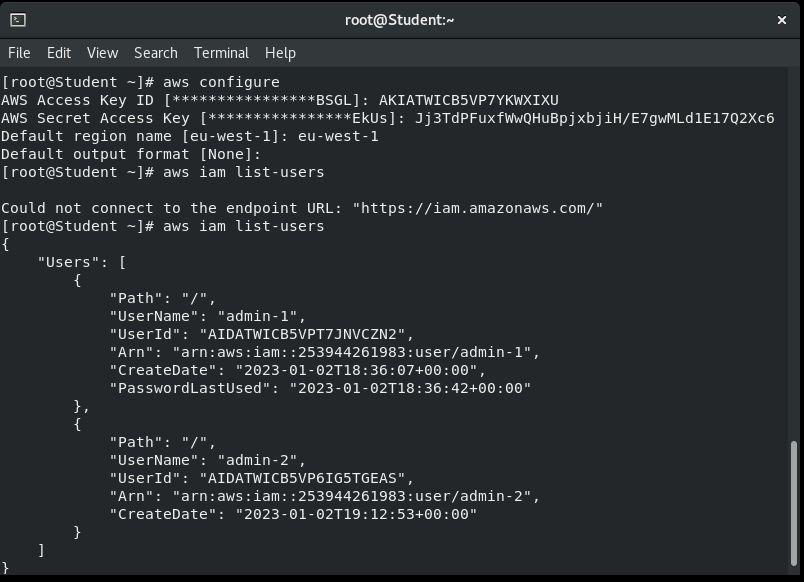 root@Student:~
File Edit View Search Terminal Help
[root@Student ~]# aws configure
AWS Access Key ID [****************BSGL]: AKIATWICB5VP7YKWXIXU
AWS Secret Access Key [****************EkUs]: 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
Default region name [eu-west-1]: eu-west-1
Default output format [None]:
[root@Student ~]# aws iam list-users
Could not connect to the endpoint URL: "https://iam.amazonaws.com/"
[root@Student ~]# aws iam list-users
{
    "Users": [
        {
            "Path": "/",
            "UserName": "admin-1",
            "UserId": "AIDATWICB5VPT7JNVCZN2",
            "Arn": "arn:aws:iam::253944261983:user/admin-1",
            "CreateDate": "2023-01-02T18:36:07+00:00",
            "PasswordLastUsed": "2023-01-02T18:36:42+00:00"
        },
        {
            "Path": "/",
            "UserName": "admin-2",
            "UserId": "AIDATWICB5VP6IG5TGEAS",
            "Arn": "arn:aws:iam::253944261983:user/admin-2",
            "CreateDate": "2023-01-02T19:12:53+00:00"
        }
    ]
}